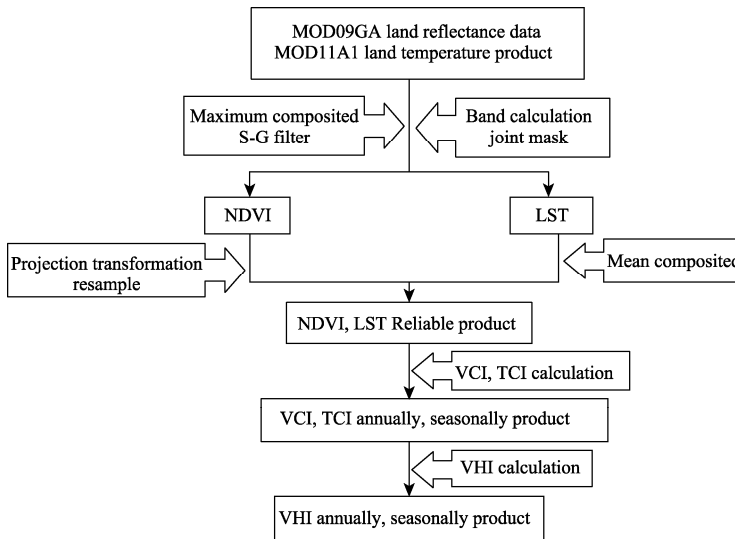 MOD09GA land reflectance data
MOD11A1 land temperature product
Maximum composited
S-G filter
Band calculation
joint mask
NDVI
LST
Projection transformation
resample
Mean composited
NDVI, LST Reliable product
VCI, TCI calculation
VCI, TCI annually, seasonally product
VHI calculation
VHI annually, seasonally product